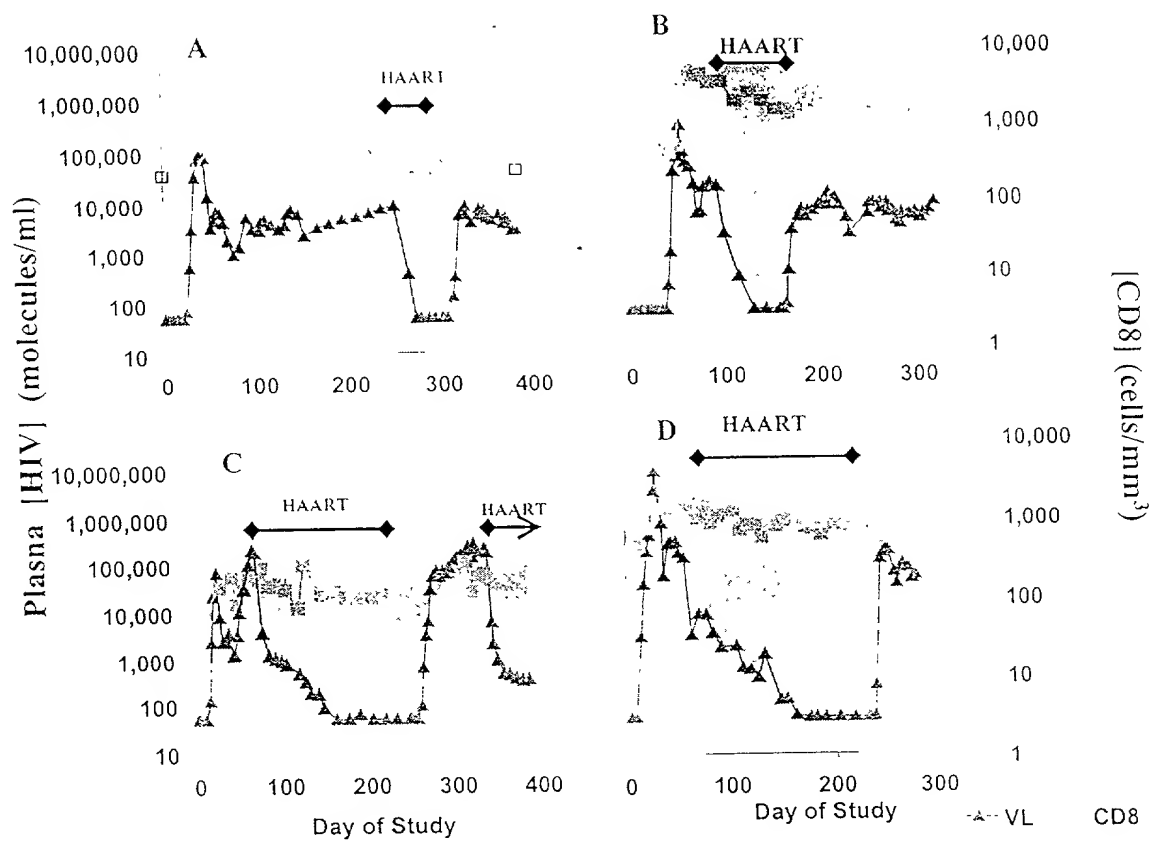 A
HAART
10,000,000
1,000,000
100,000
10,000
1,000
100
10
0 100 200 300 400
B
HAART
10,000
1,000
100
10
1
0 100 200 300
C
HAART
HAART
10,000,000
1,000,000
100,000
10,000
1,000
100
10
0 100 200 300 400
Day of Study
D
HAART
10,000
1,000
100
10
1
0 100 200 300
Day of Study
Plasna [HIV] (molecules/ml)
[CD8] (cells/mm³)
VL CD8